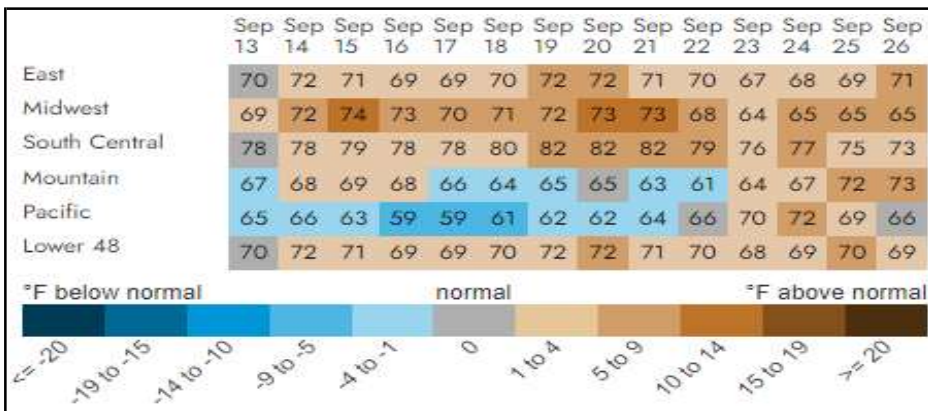 Sep Sep Sep Sep Sep Sep Sep Sep Sep Sep Sep Sep Sep Sep
13 14 15 16 17 18 19 20 21 22 23 24 25 26
East 70 72 71 69 69 70 72 72 71 70 67 68 69 71
Midwest 69 72 74 73 70 71 72 73 73 68 64 65 65 65
South Central 78 78 79 78 78 80 82 82 82 79 76 77 75 73
Mountain 67 68 69 68 66 64 65 65 63 61 64 67 72 73
Pacific 65 66 63 59 59 61 62 62 64 66 70 72 69 66
Lower 48 70 72 71 69 69 70 72 72 71 70 68 69 70 69
°F below normal normal °F above normal
<= -20 -19 to -15 -14 to -10 -9 to -5 -4 to -1 0 1 to 4 5 to 9 10 to 14 15 to 19 >= 20